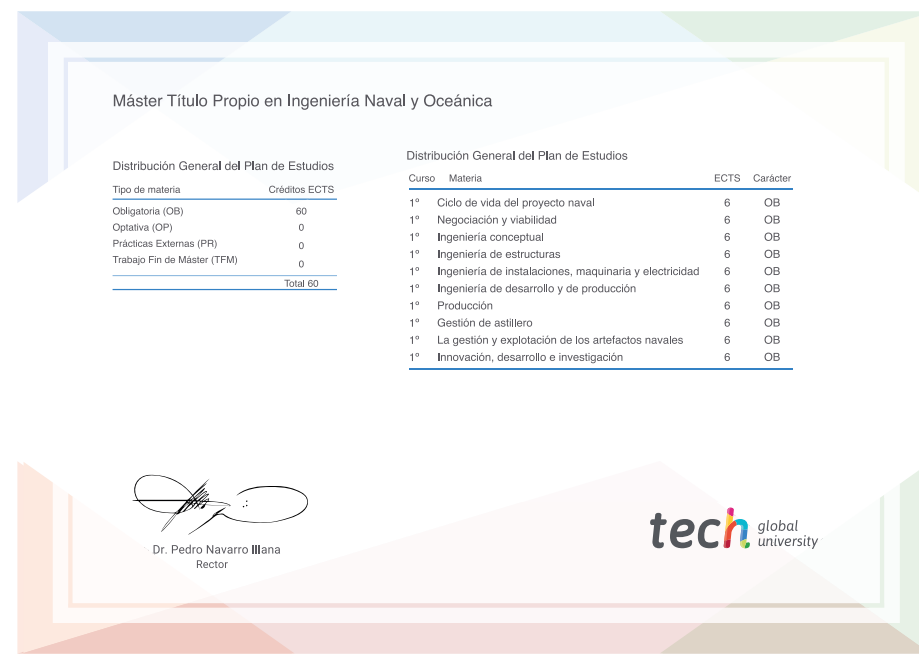 Máster Título Propio en Ingeniería Naval y Oceánica
Distribución General del Plan de Estudios
Tipo de materia Créditos ECTS
Obligatoria (OB) 60
Optativa (OP) 0
Prácticas Externas (PR) 0
Trabajo Fin de Máster (TFM) 0
Total 60
Distribución General del Plan de Estudios
Curso Materia ECTS Carácter
1º Ciclo de vida del proyecto naval 6 OB
1º Negociación y viabilidad 6 OB
1º Ingeniería conceptual 6 OB
1º Ingeniería de estructuras 6 OB
1º Ingeniería de instalaciones, maquinaria y electricidad 6 OB
1º Ingeniería de desarrollo y de producción 6 OB
1º Producción 6 OB
1º Gestión de astillero 6 OB
1º La gestión y explotación de los artefactos navales 6 OB
1º Innovación, desarrollo e investigación 6 OB
Dr. Pedro Navarro Illana
Rector
tech global
university